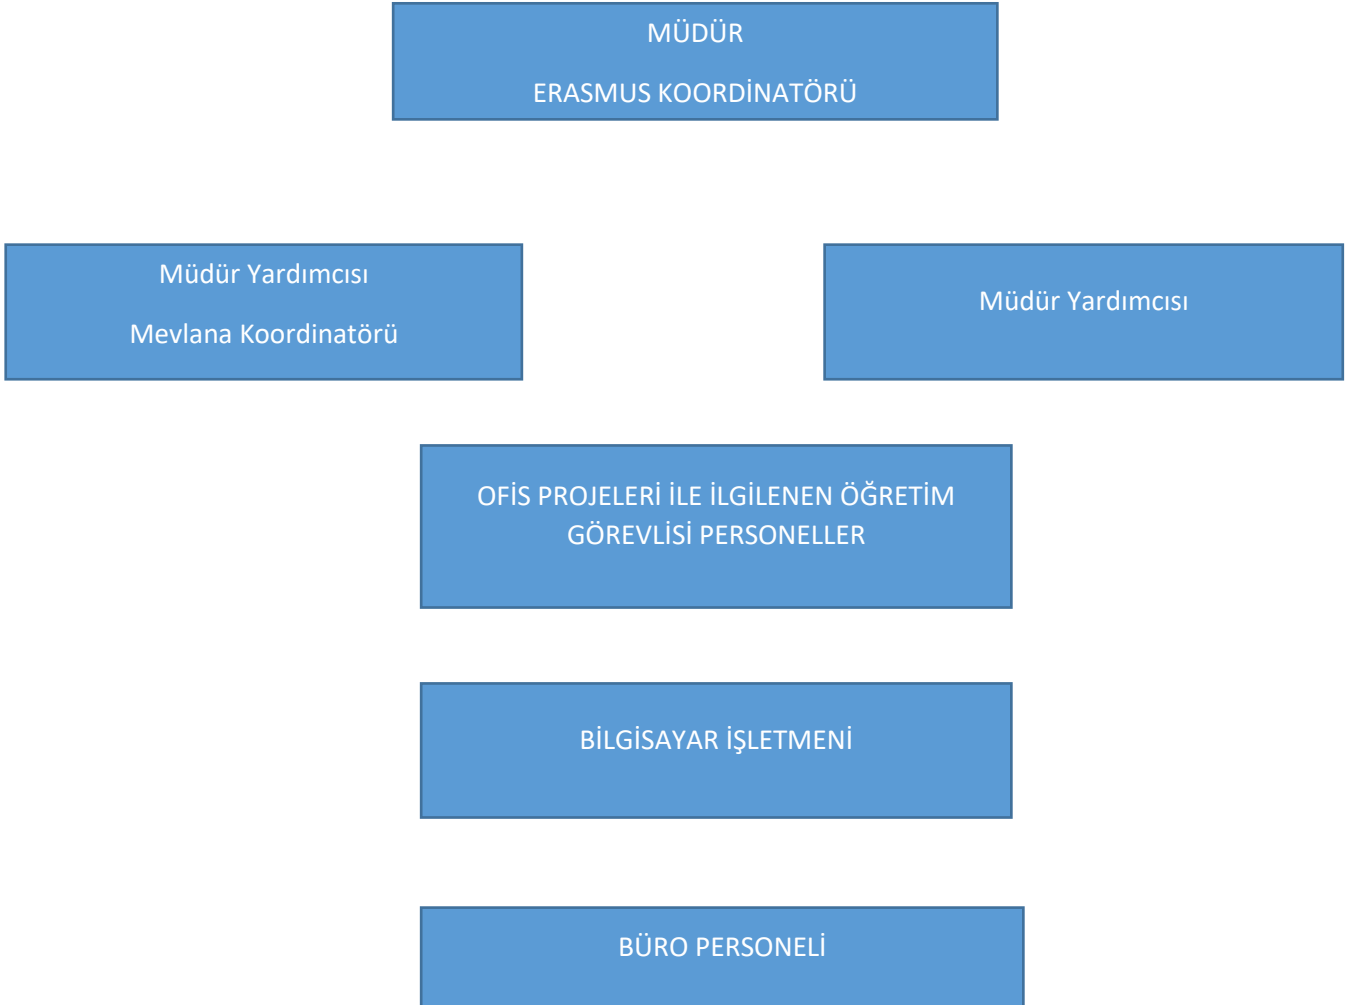 MÜDÜR
ERASMUS KOORDİNATÖRÜ
Müdür Yardımcısı
Mevlana Koordinatörü
Müdür Yardımcısı
OFİS PROJELERİ İLE İLGİLENEN ÖĞRETİM
GÖREVLİSİ PERSONELLER
BİLGİSAYAR İŞLETMENİ
BÜRO PERSONELİ